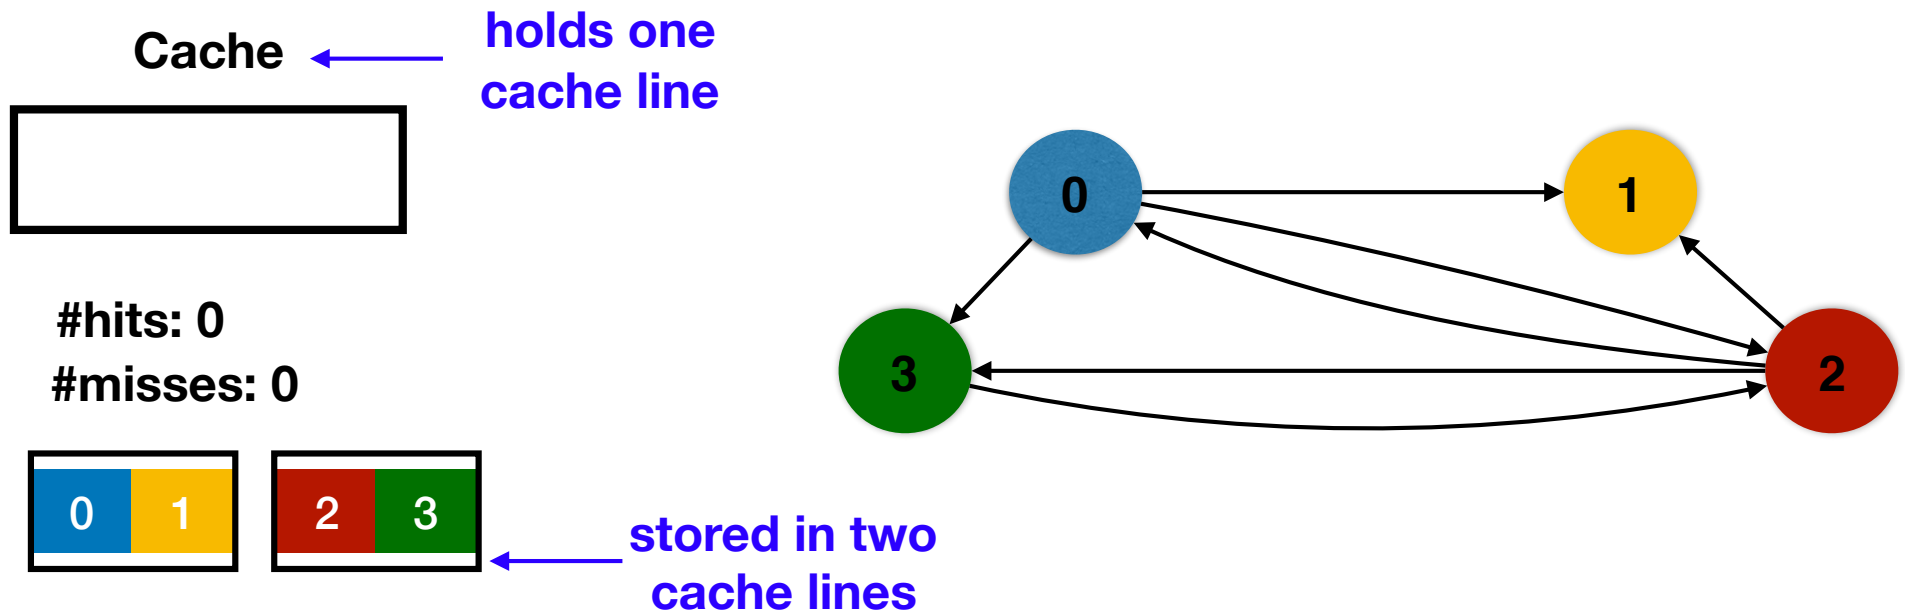 Cache
holds one
cache line
#hits: 0
#misses: 0
0 1
2 3
stored in two
cache lines
0
1
3
2